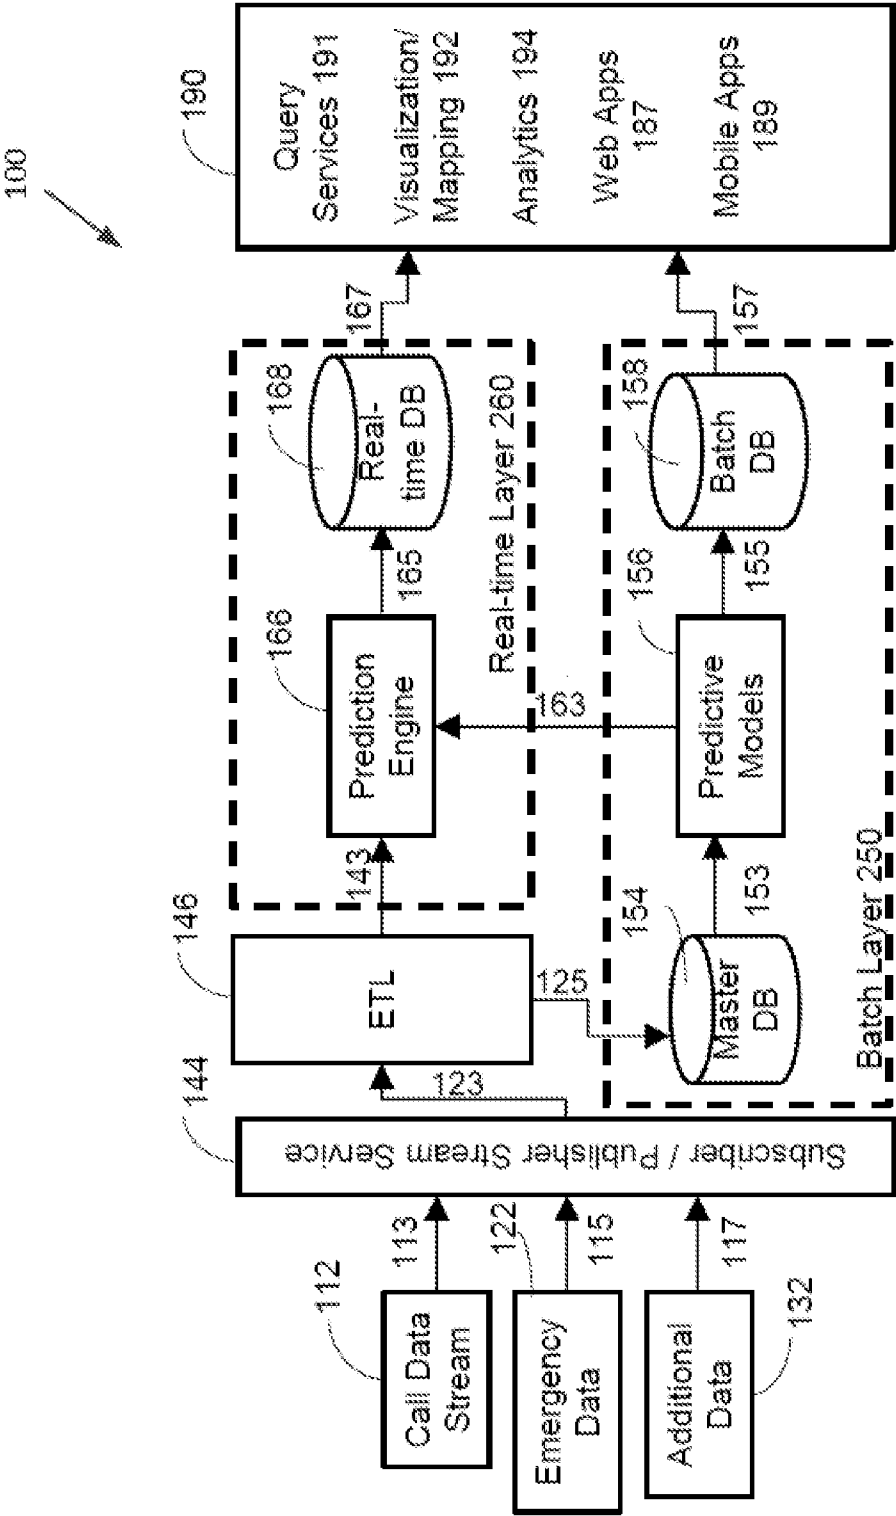 100
112
Call Data
Stream
113
122
Emergency
Data
115
Additional
Data
132
117
144
Subscriber / Publisher Stream Service
123
146
ETL
125
143
166
Prediction
Engine
165
168
Real-
time DB
167
Real-time Layer 260
163
154
Master
DB
153
156
Predictive
Models
155
158
Batch
DB
157
Batch Layer 250
190
Query
Services 191
Visualization/
Mapping 192
Analytics 194
Web Apps
187
Mobile Apps
189